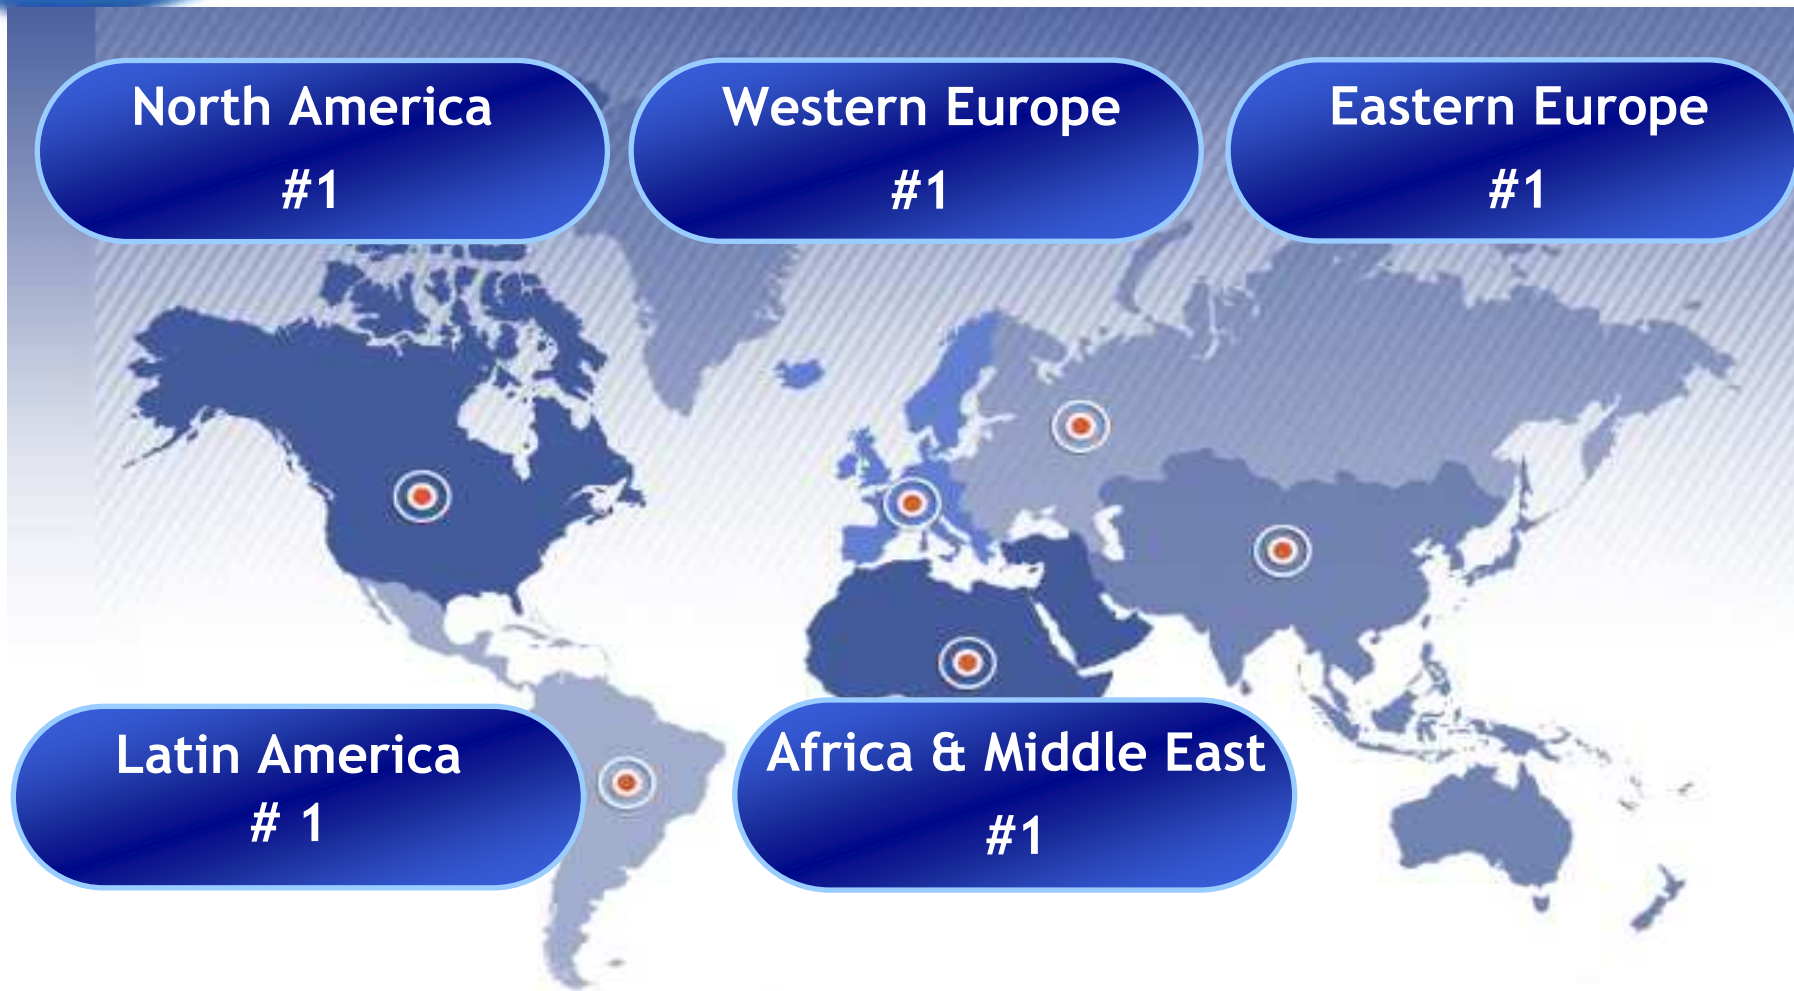 North America
#1
Western Europe
#1
Eastern Europe
#1
Latin America
# 1
Africa & Middle East
#1